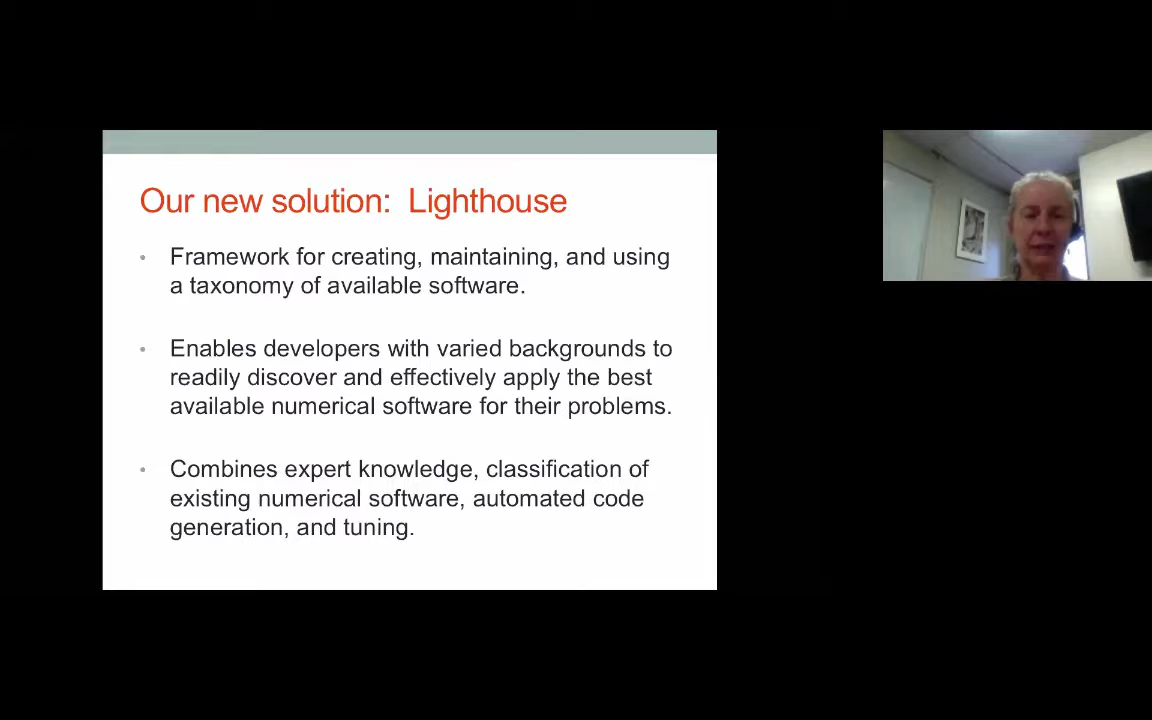 Our new solution:  Lighthouse
• Framework for creating, maintaining, and using
a taxonomy of available software.
• Enables developers with varied backgrounds to
readily discover and effectively apply the best
available numerical software for their problems.
• Combines expert knowledge, classification of
existing numerical software, automated code
generation, and tuning.